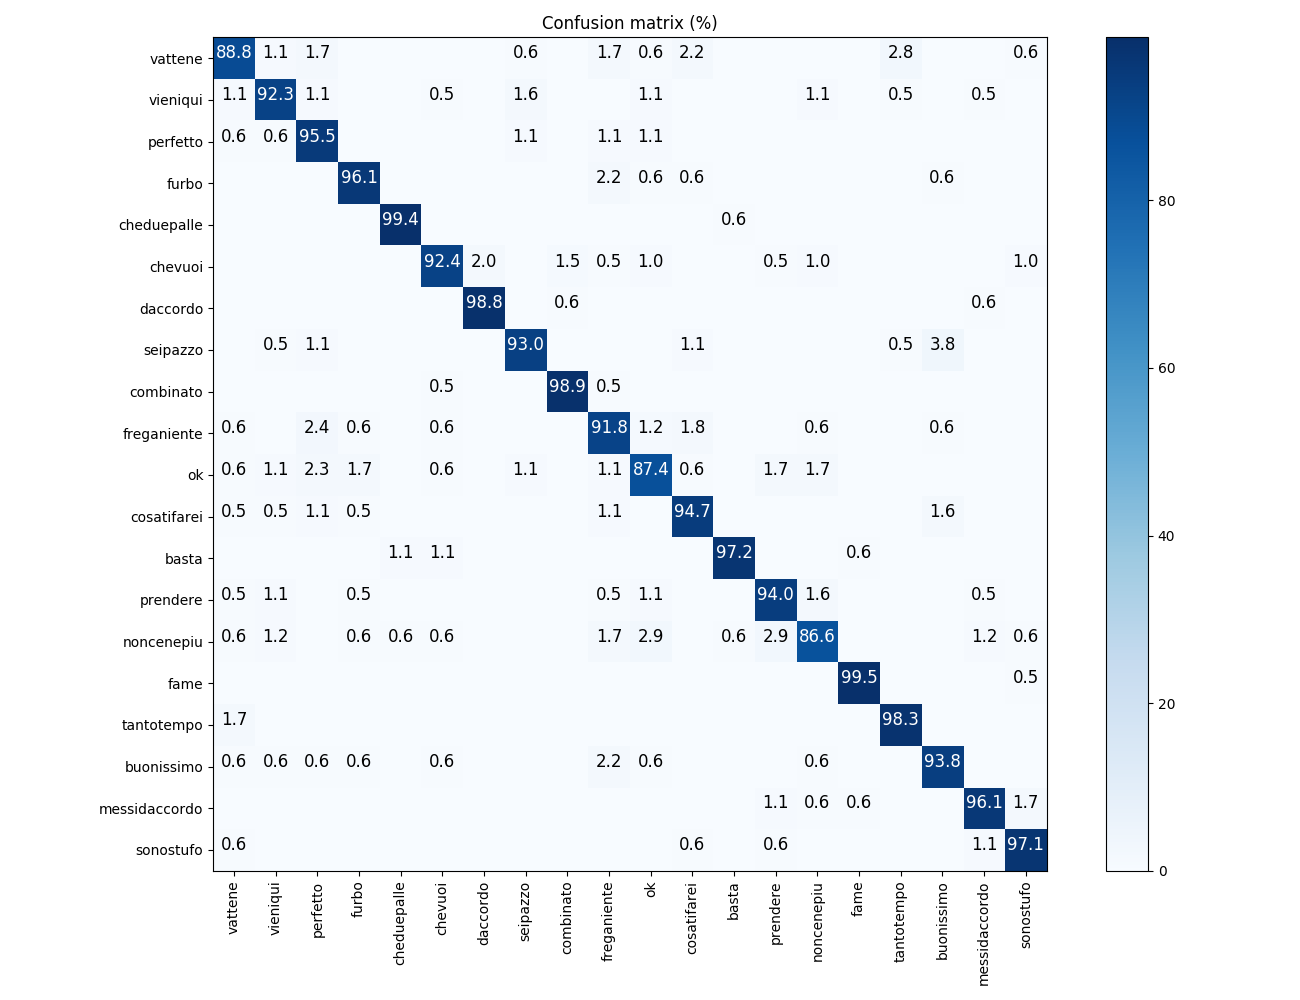 Confusion matrix (%)
vattene 88.8 1.1 1.7 0.6 1.7 0.6 2.2 2.8 0.6
vieniqui 1.1 92.3 1.1 0.5 1.6 1.1 1.1 0.5 0.5
perfetto 0.6 0.6 95.5 1.1 1.1 1.1
furbo 96.1 2.2 0.6 0.6 0.6
cheduepalle 99.4 0.6
chevuoi 92.4 2.0 1.5 0.5 1.0 0.5 1.0 1.0
daccordo 98.8 0.6 0.6
seipazzo 0.5 1.1 93.0 1.1 0.5 3.8
combinato 0.5 98.9 0.5
freganiente 0.6 2.4 0.6 0.6 91.8 1.2 1.8 0.6 0.6
ok 0.6 1.1 2.3 1.7 0.6 1.1 1.1 87.4 0.6 1.7 1.7
cosatifarei 0.5 0.5 1.1 0.5 1.1 94.7 1.6
basta 1.1 1.1 97.2 0.6
prendere 0.5 1.1 0.5 0.5 1.1 94.0 1.6 0.5
noncenepiu 0.6 1.2 0.6 0.6 0.6 1.7 2.9 0.6 2.9 86.6 1.2 0.6
fame 99.5 0.5
tantotempo 1.7 98.3
buonissimo 0.6 0.6 0.6 0.6 0.6 2.2 0.6 0.6 93.8
messidaccordo 1.1 0.6 0.6 96.1 1.7
sonostufo 0.6 0.6 0.6 1.1 97.1
vattene
vieniqui
perfetto
furbo
cheduepalle
chevuoi
daccordo
seipazzo
combinato
freganiente
ok
cosatifarei
basta
prendere
noncenepiu
fame
tantotempo
buonissimo
messidaccordo
sonostufo
80
60
40
20
0